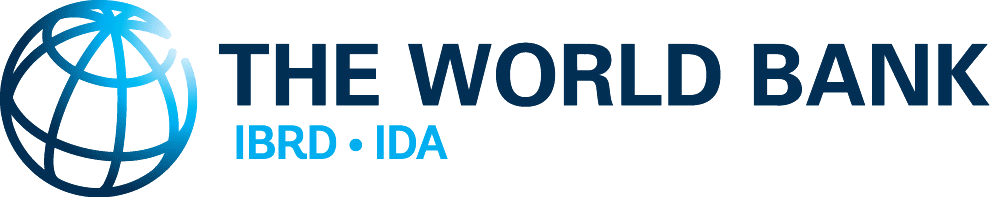 THE WORLD BANK
IBRD • IDA